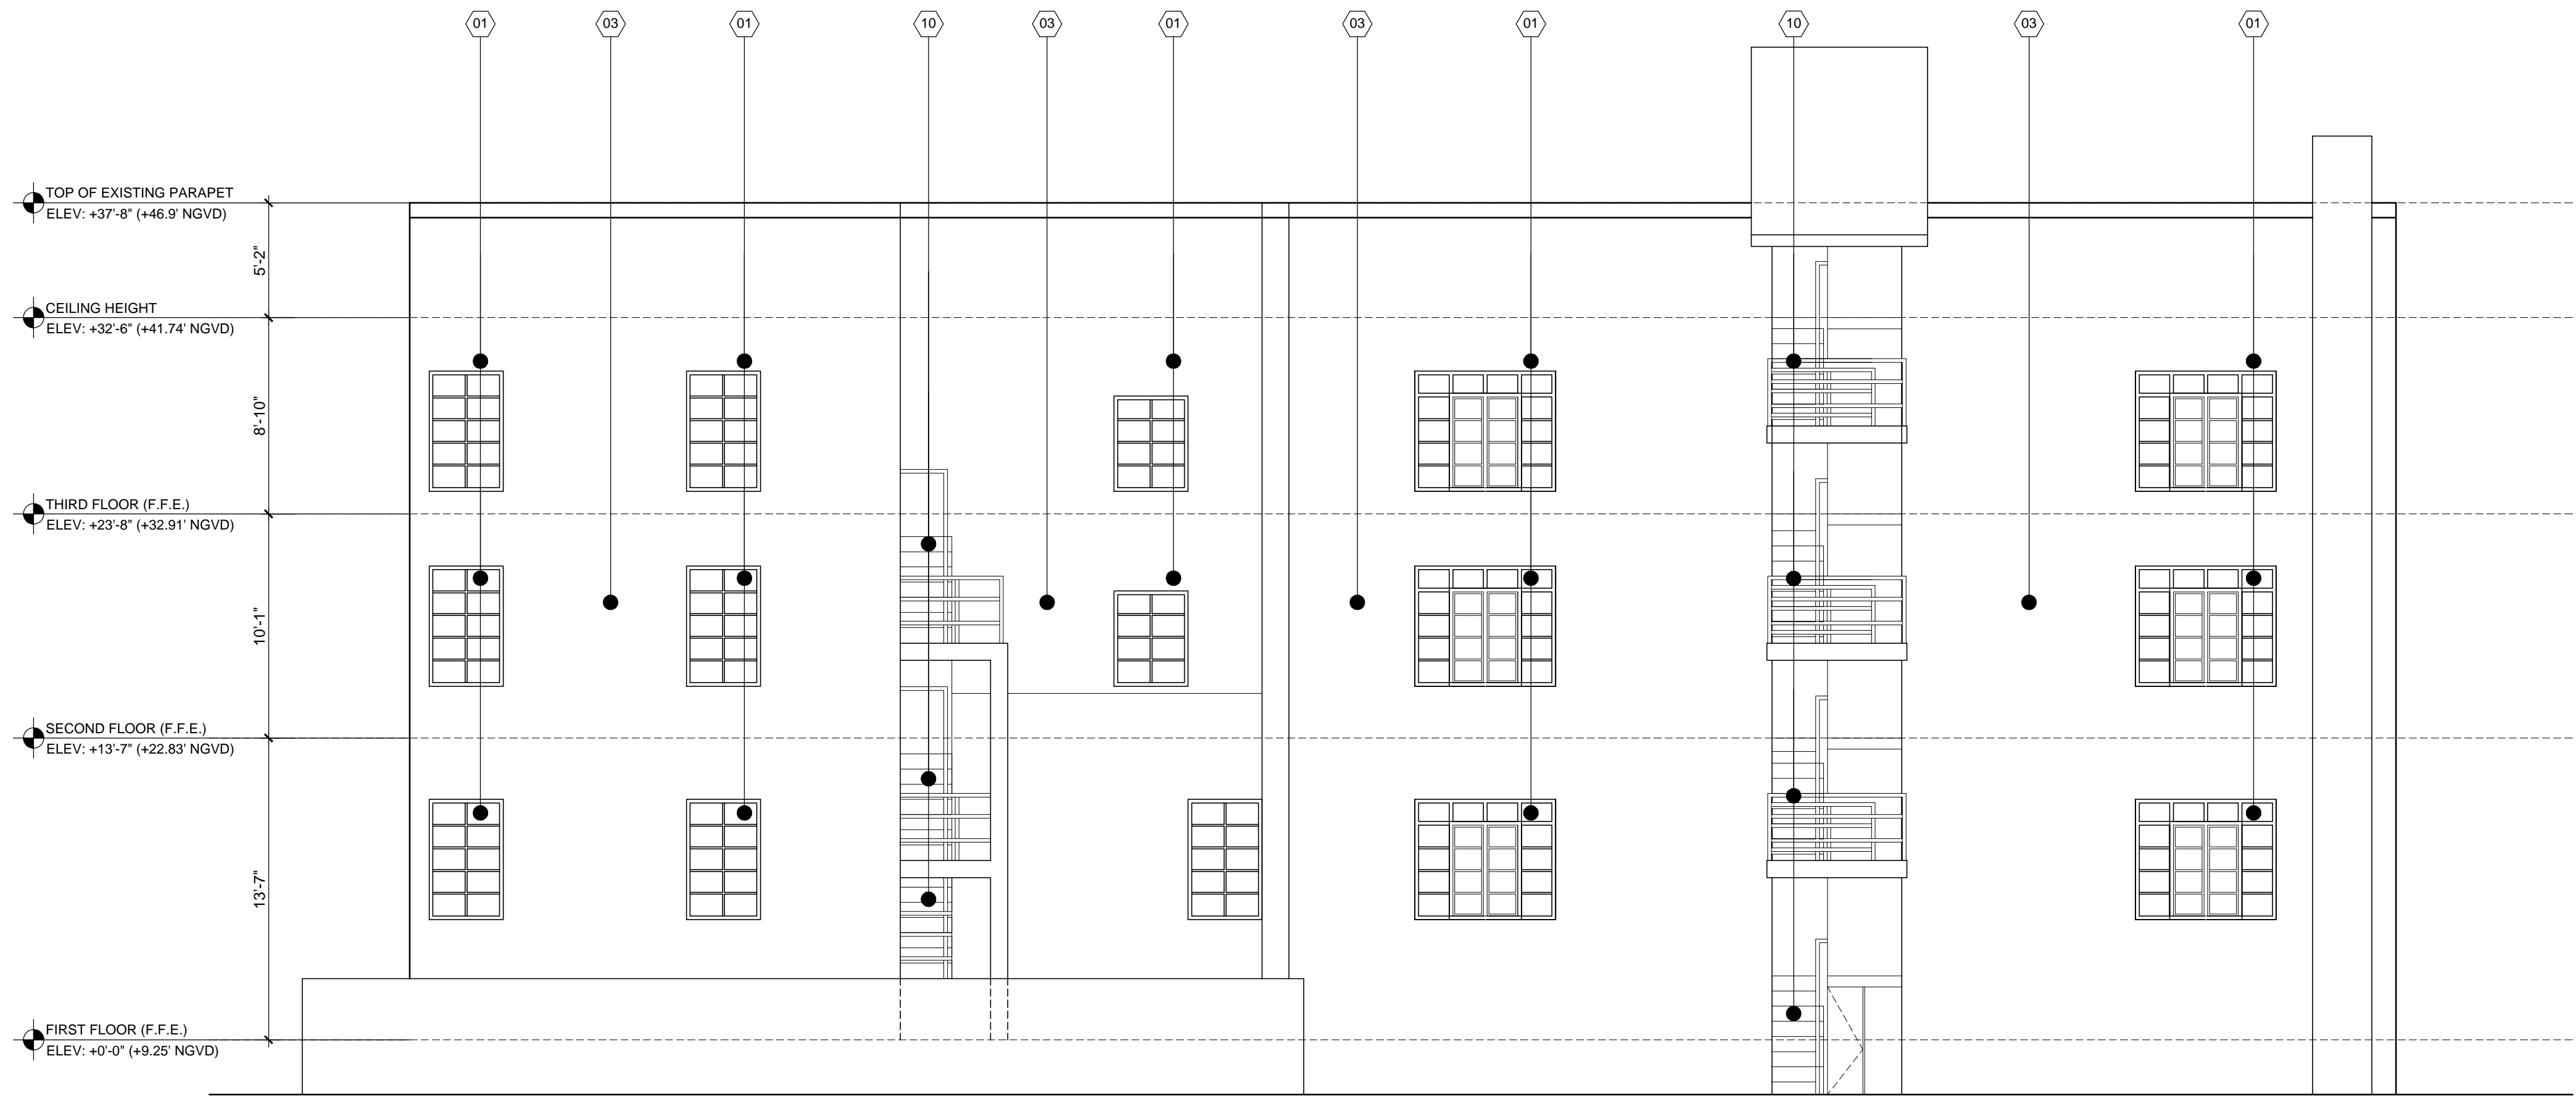 01 03 01 10 03 01 03 01 10 03 01
TOP OF EXISTING PARAPET
ELEV: +37'-8" (+46.9' NGVD)
5'-2"
CEILING HEIGHT
ELEV: +32'-6" (+41.74' NGVD)
8'-10"
THIRD FLOOR (F.F.E.)
ELEV: +23'-8" (+32.91' NGVD)
10'-1"
SECOND FLOOR (F.F.E.)
ELEV: +13'-7" (+22.83' NGVD)
13'-7"
FIRST FLOOR (F.F.E.)
ELEV: +0'-0" (+9.25' NGVD)